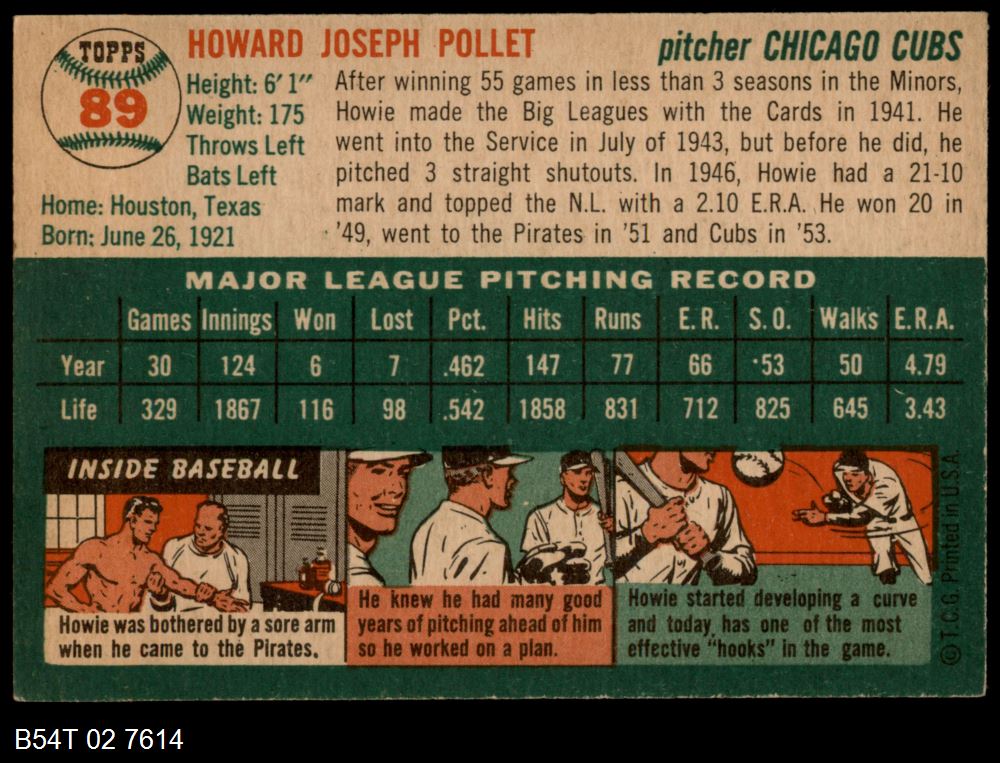 TOPPS
89
HOWARD JOSEPH POLLET
pitcher CHICAGO CUBS
Height: 6' 1"
Weight: 175
Throws Left
Bats Left
Home: Houston, Texas
Born: June 26, 1921
After winning 55 games in less than 3 seasons in the Minors,
Howie made the Big Leagues with the Cards in 1941. He
went into the Service in July of 1943, but before he did, he
pitched 3 straight shutouts. In 1946, Howie had a 21-10
mark and topped the N.L. with a 2.10 E.R.A. He won 20 in
'49, went to the Pirates in '51 and Cubs in '53.
MAJOR LEAGUE PITCHING RECORD
Games Innings Won Lost Pct. Hits Runs E.R. S.O. Walks E.R.A.
Year 30 124 6 7 .462 147 77 66 53 50 4.79
Life 329 1867 116 98 .542 1858 831 712 825 645 3.43
INSIDE BASEBALL
Howie was bothered by a sore arm
when he came to the Pirates.
He knew he had many good
years of pitching ahead of him
so he worked on a plan.
Howie started developing a curve
and today has one of the most
effective "hooks" in the game.
© T.C.G. Printed in U.S.A.
B54T 02 7614